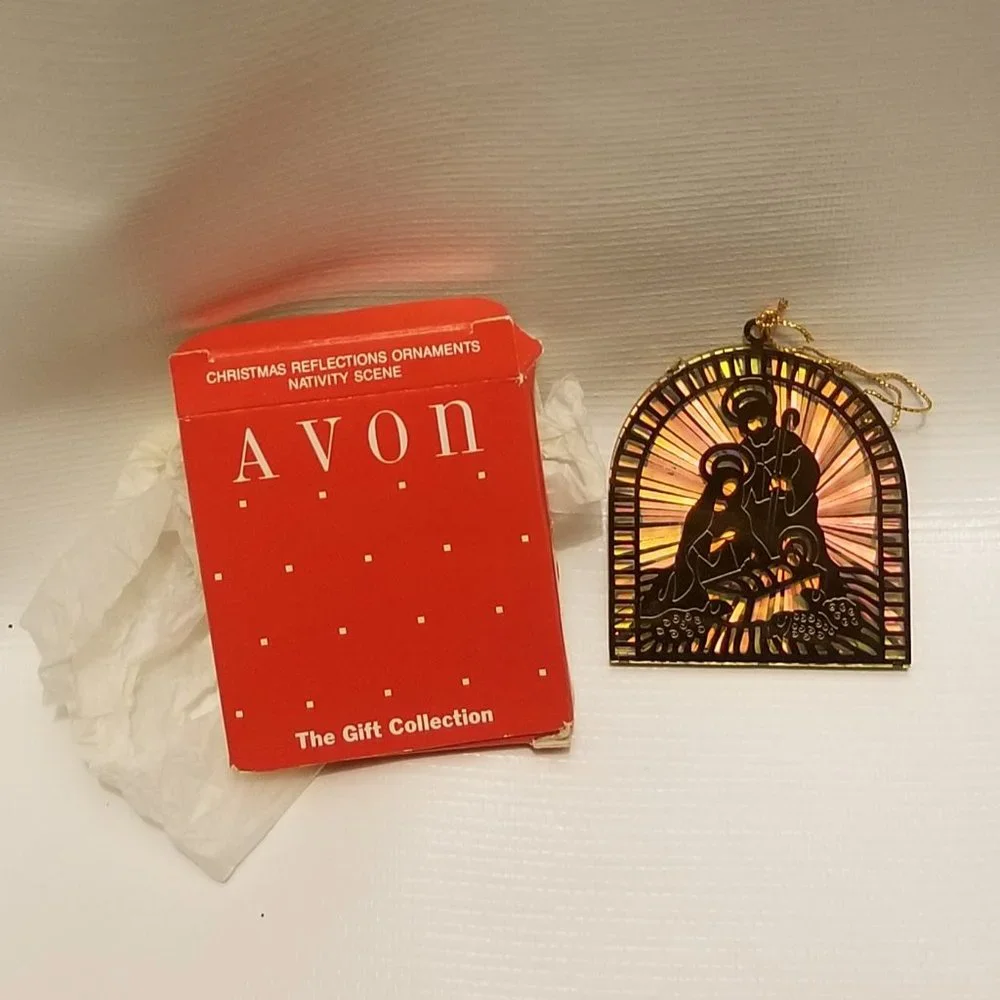 CHRISTMAS REFLECTIONS ORNAMENTS
NATIVITY SCENE
AVON
The Gift Collection